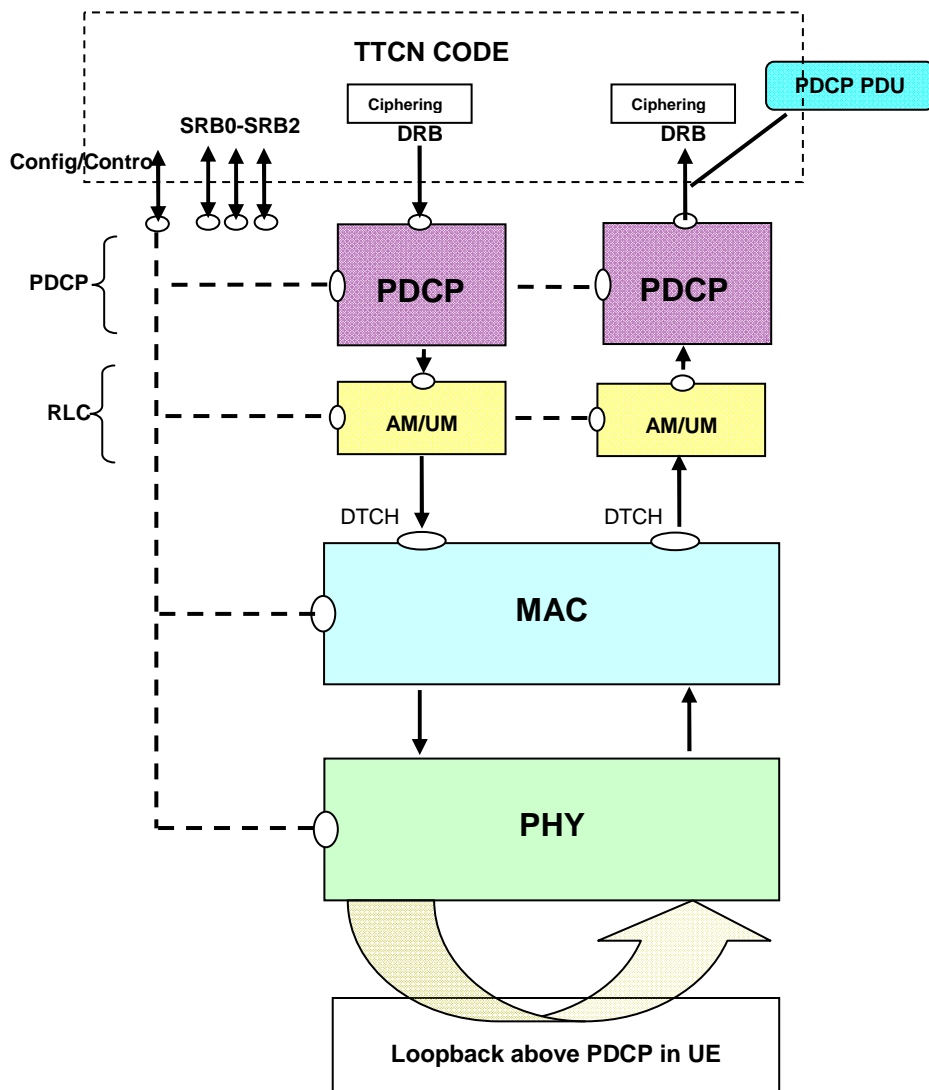 TTCN CODE
PDCP PDU
Ciphering
Ciphering
SRB0-SRB2
DRB
DRB
Config/Contro
PDCP
PDCP
PDCP
RLC
AM/UM
AM/UM
DTCH
DTCH
MAC
PHY
Loopback above PDCP in UE